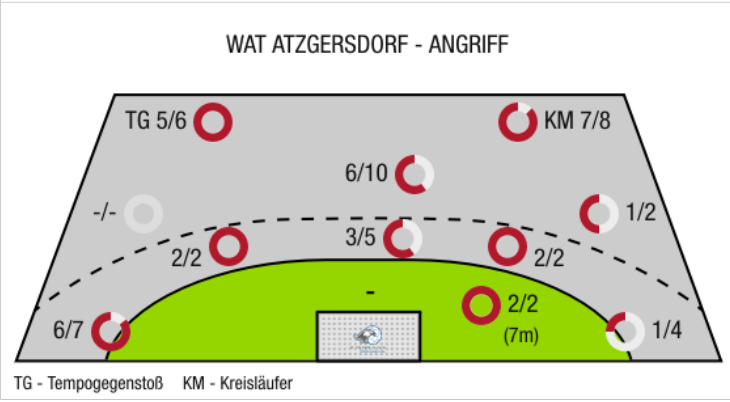 WAT ATZGERSDORF - ANGRIFF
TG 5/6
KM 7/8
6/10
-/-
1/2
2/2
3/5
2/2
-
2/2
(7m)
6/7
1/4
TG - Tempogegenstoß KM - Kreisläufer